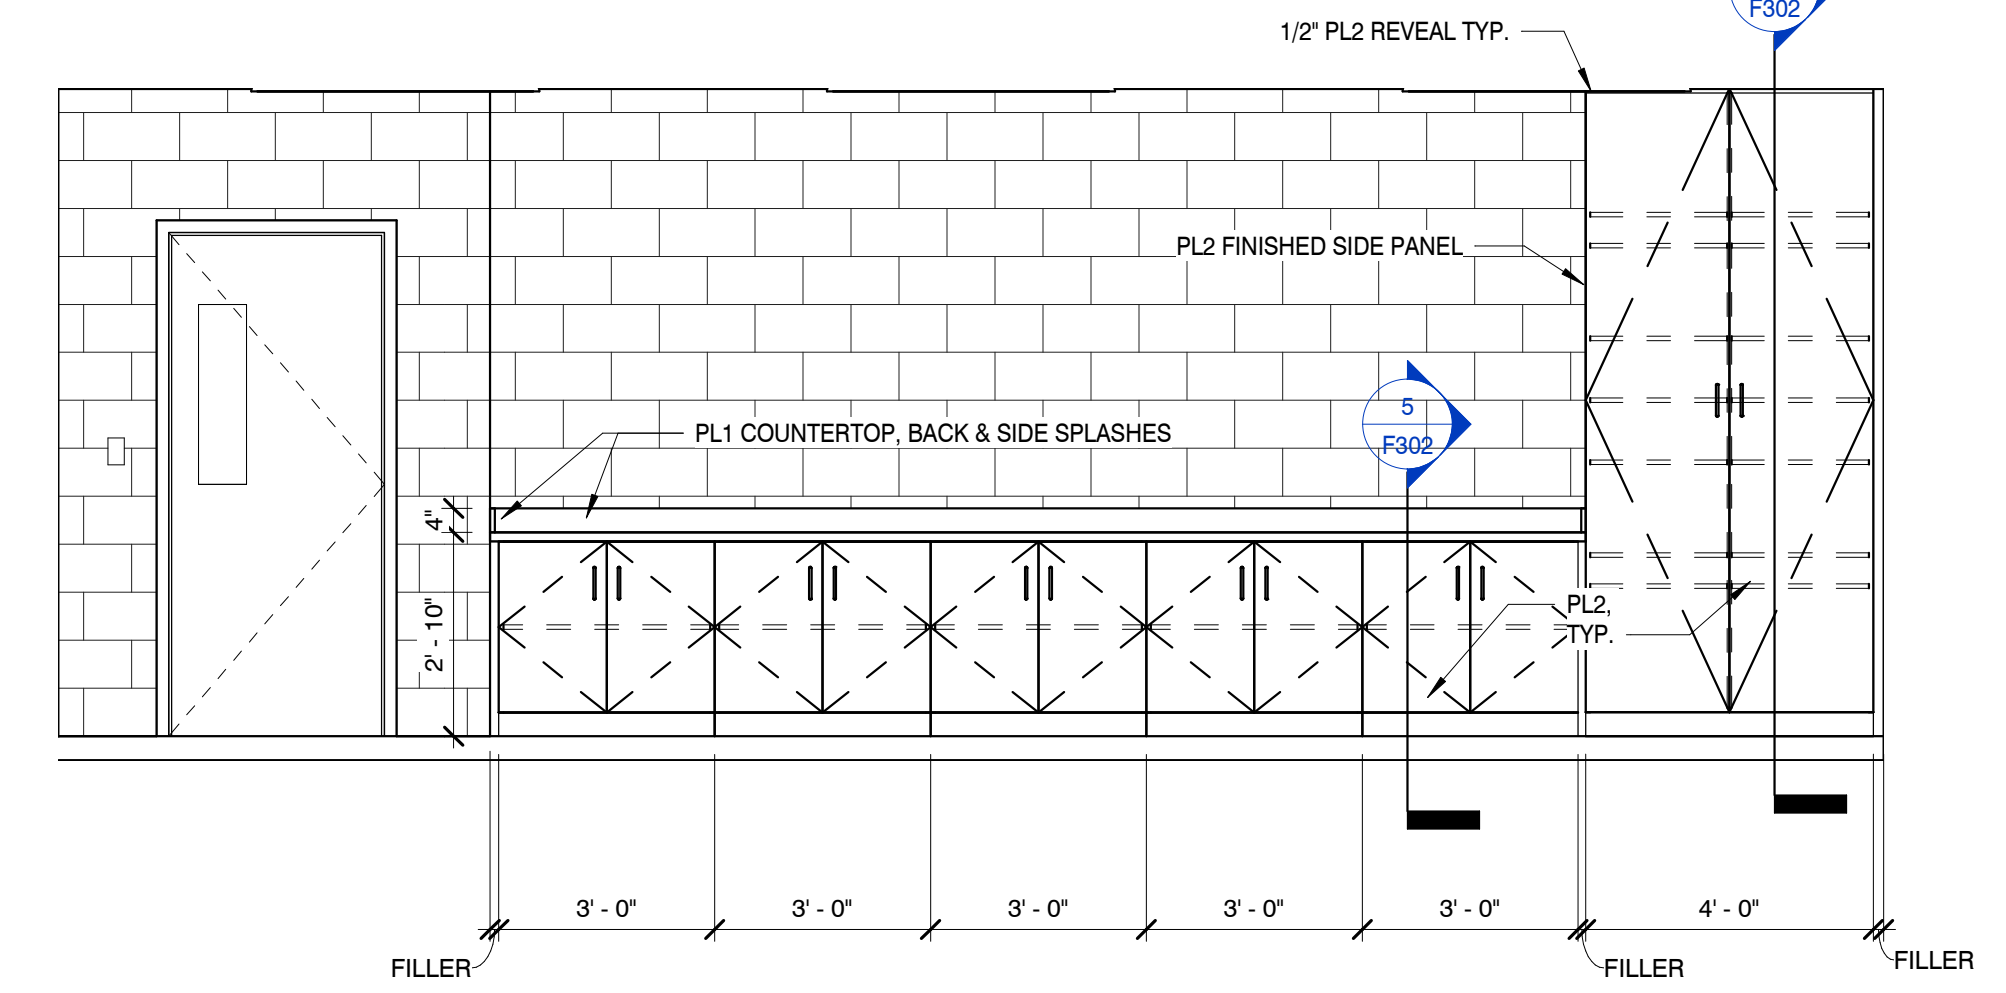 F302
1/2" PL2 REVEAL TYP.
PL2 FINISHED SIDE PANEL
5
F302
PL1 COUNTERTOP, BACK & SIDE SPLASHES
4"
2' - 10"
PL2,
TYP.
3' - 0"
3' - 0"
3' - 0"
3' - 0"
3' - 0"
4' - 0"
FILLER
FILLER
FILLER